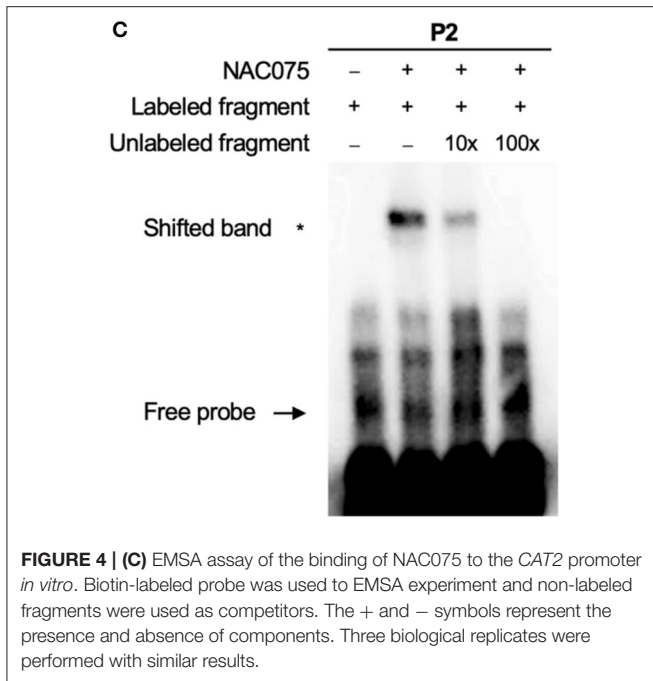 C
P2
NAC075 – + + +
Labeled fragment + + + +
Unlabeled fragment – – 10x 100x
Shifted band *
Free probe →
FIGURE 4 | (C) EMSA assay of the binding of NAC075 to the CAT2 promoter
in vitro. Biotin-labeled probe was used to EMSA experiment and non-labeled
fragments were used as competitors. The + and − symbols represent the
presence and absence of components. Three biological replicates were
performed with similar results.